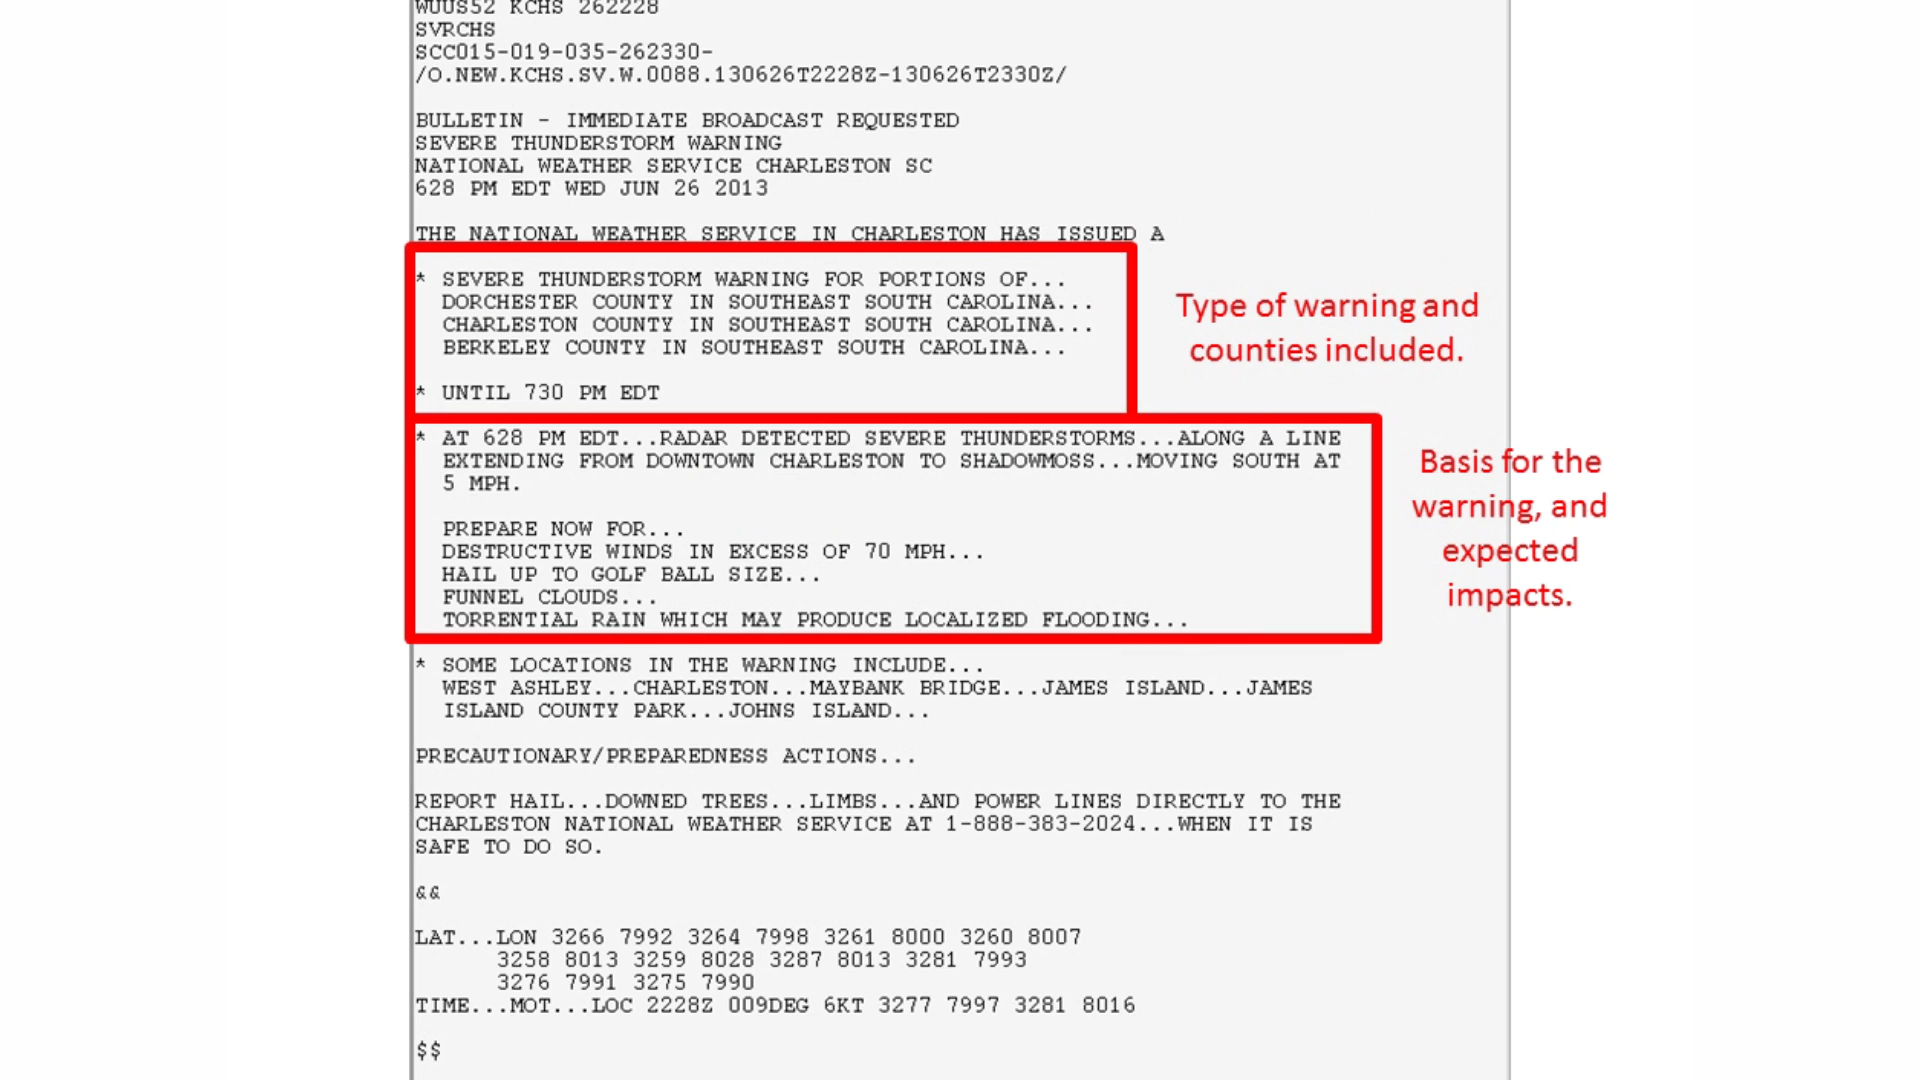 WUUS52 KCHS 262228
SVRCHS
SCC015-019-035-262330-
/O.NEW.KCHS.SV.W.0088.130626T2228Z-130626T2330Z/
BULLETIN - IMMEDIATE BROADCAST REQUESTED
SEVERE THUNDERSTORM WARNING
NATIONAL WEATHER SERVICE CHARLESTON SC
628 PM EDT WED JUN 26 2013
THE NATIONAL WEATHER SERVICE IN CHARLESTON HAS ISSUED A
* SEVERE THUNDERSTORM WARNING FOR PORTIONS OF...
DORCHESTER COUNTY IN SOUTHEAST SOUTH CAROLINA...
CHARLESTON COUNTY IN SOUTHEAST SOUTH CAROLINA...
BERKELEY COUNTY IN SOUTHEAST SOUTH CAROLINA...
* UNTIL 730 PM EDT
Type of warning and
counties included.
* AT 628 PM EDT...RADAR DETECTED SEVERE THUNDERSTORMS...ALONG A LINE
EXTENDING FROM DOWNTOWN CHARLESTON TO SHADOWMOSS...MOVING SOUTH AT
5 MPH.
PREPARE NOW FOR...
DESTRUCTIVE WINDS IN EXCESS OF 70 MPH...
HAIL UP TO GOLF BALL SIZE...
FUNNEL CLOUDS...
TORRENTIAL RAIN WHICH MAY PRODUCE LOCALIZED FLOODING...
Basis for the
warning, and
expected
impacts.
* SOME LOCATIONS IN THE WARNING INCLUDE...
WEST ASHLEY...CHARLESTON...MAYBANK BRIDGE...JAMES ISLAND...JAMES
ISLAND COUNTY PARK...JOHNS ISLAND...
PRECAUTIONARY/PREPAREDNESS ACTIONS...
REPORT HAIL...DOWNED TREES...LIMBS...AND POWER LINES DIRECTLY TO THE
CHARLESTON NATIONAL WEATHER SERVICE AT 1-888-383-2024...WHEN IT IS
SAFE TO DO SO.
&&
LAT...LON 3266 7992 3264 7998 3261 8000 3260 8007
3258 8013 3259 8028 3287 8013 3281 7993
3276 7991 3275 7990
TIME...MOT...LOC 2228Z 009DEG 6KT 3277 7997 3281 8016
$$